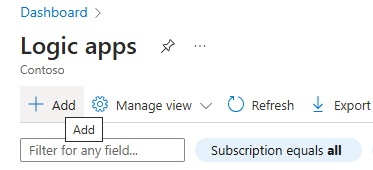 Dashboard
Logic apps
Contoso
Add Manage view Refresh Export
Add
Filter for any field... Subscription equals all